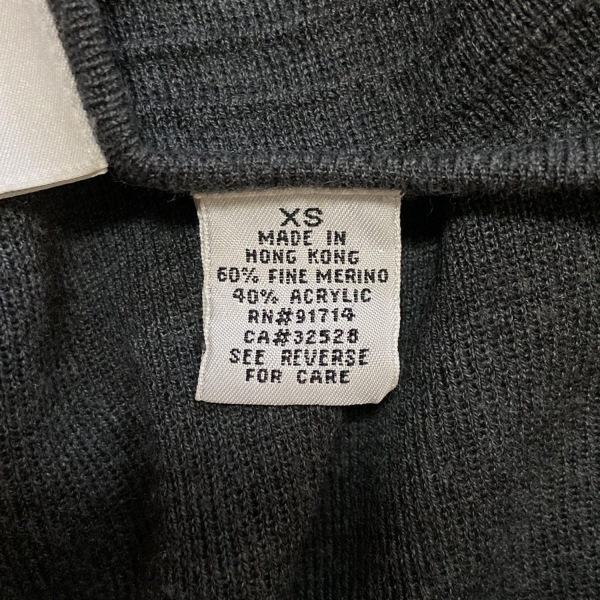 XS
MADE IN
HONG KONG
60% FINE MERINO
40% ACRYLIC
RN#91714
CA#32528
SEE REVERSE
FOR CARE